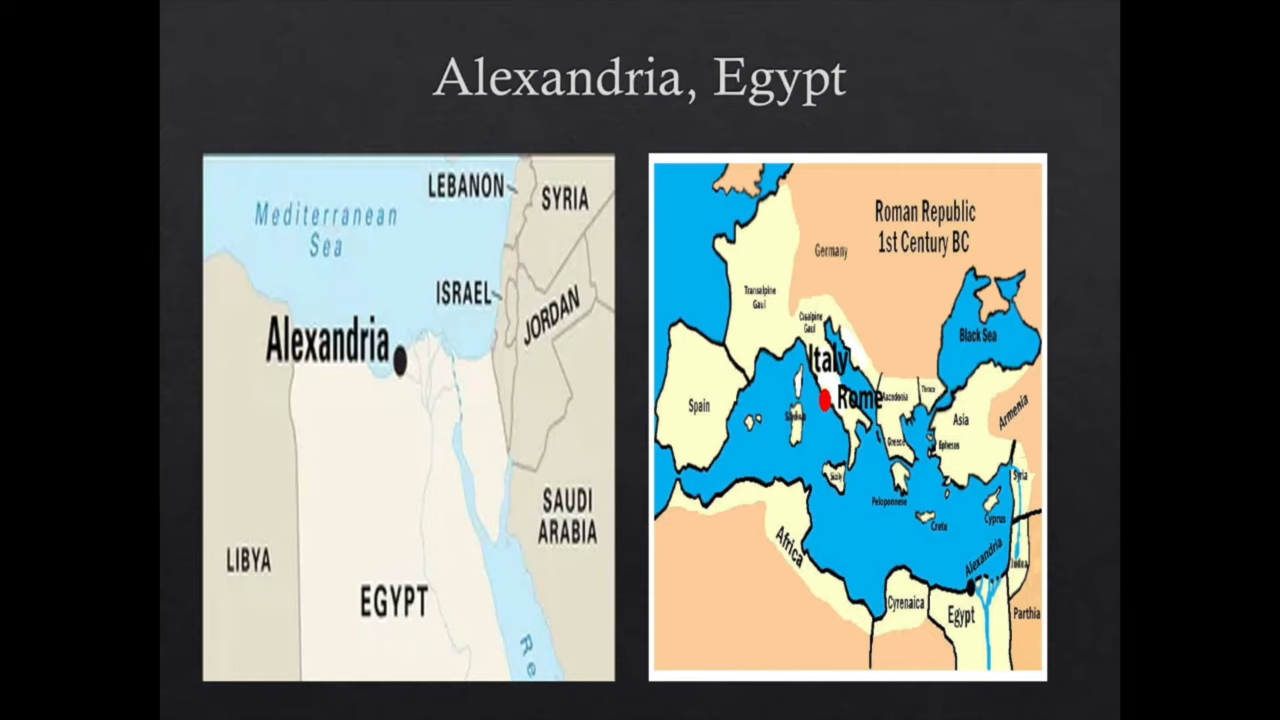 Alexandria, Egypt
LEBANON
SYRIA
Mediterranean
Sea
ISRAEL
JORDAN
Alexandria
SAUDI
ARABIA
LIBYA
EGYPT
Re
Roman Republic
1st Century BC
Germany
Transalpine
Gaul
Cisalpine
Gaul
Black Sea
Italy
Rome
Macedonia
Thrace
Spain
Asia
Armenia
Greece
Ephesus
Sicily
Syria
Peloponnese
Crete
Cyprus
Africa
Alexandria
Judea
Cyrenaica
Egypt
Parthia